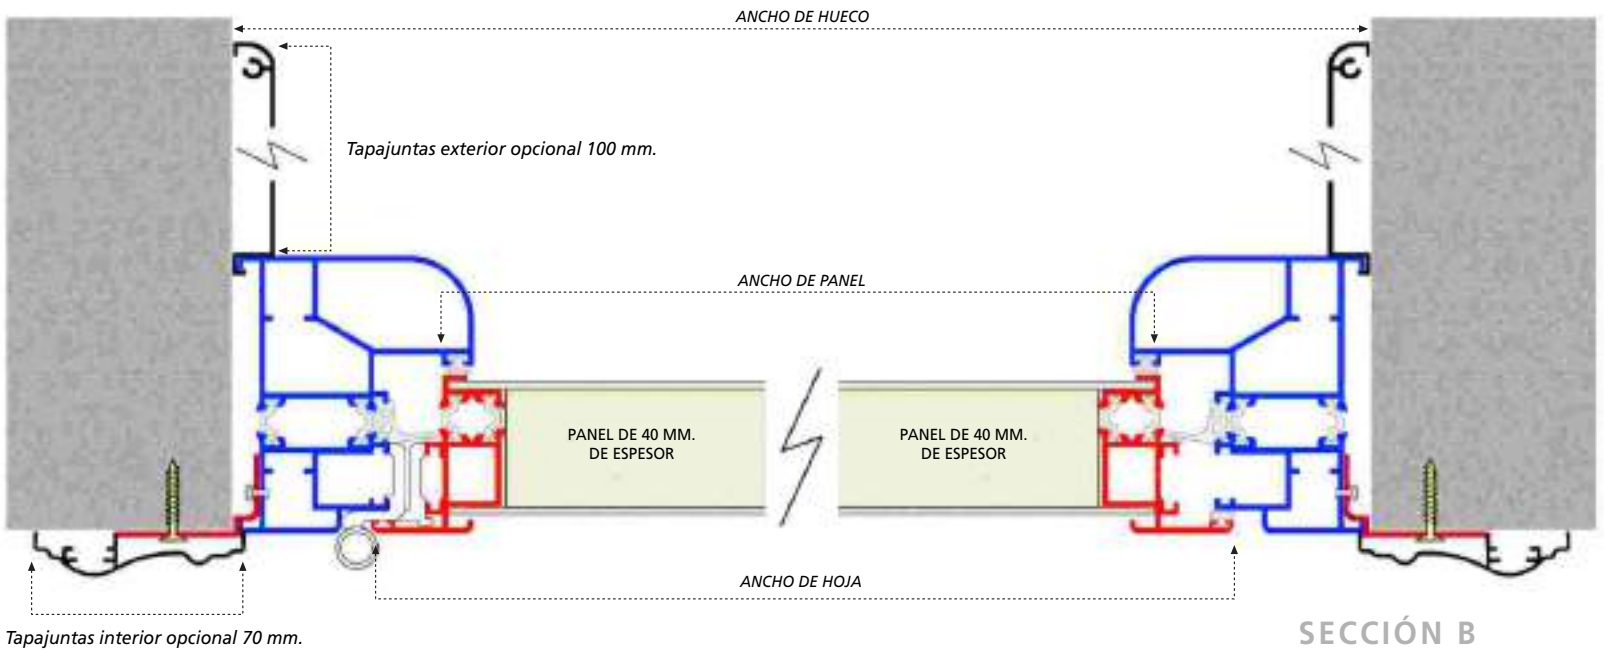 ANCHO DE HUECO
Tapajuntas exterior opcional 100 mm.
ANCHO DE PANEL
PANEL DE 40 MM.
DE ESPESOR
PANEL DE 40 MM.
DE ESPESOR
ANCHO DE HOJA
Tapajuntas interior opcional 70 mm.
SECCIÓN B